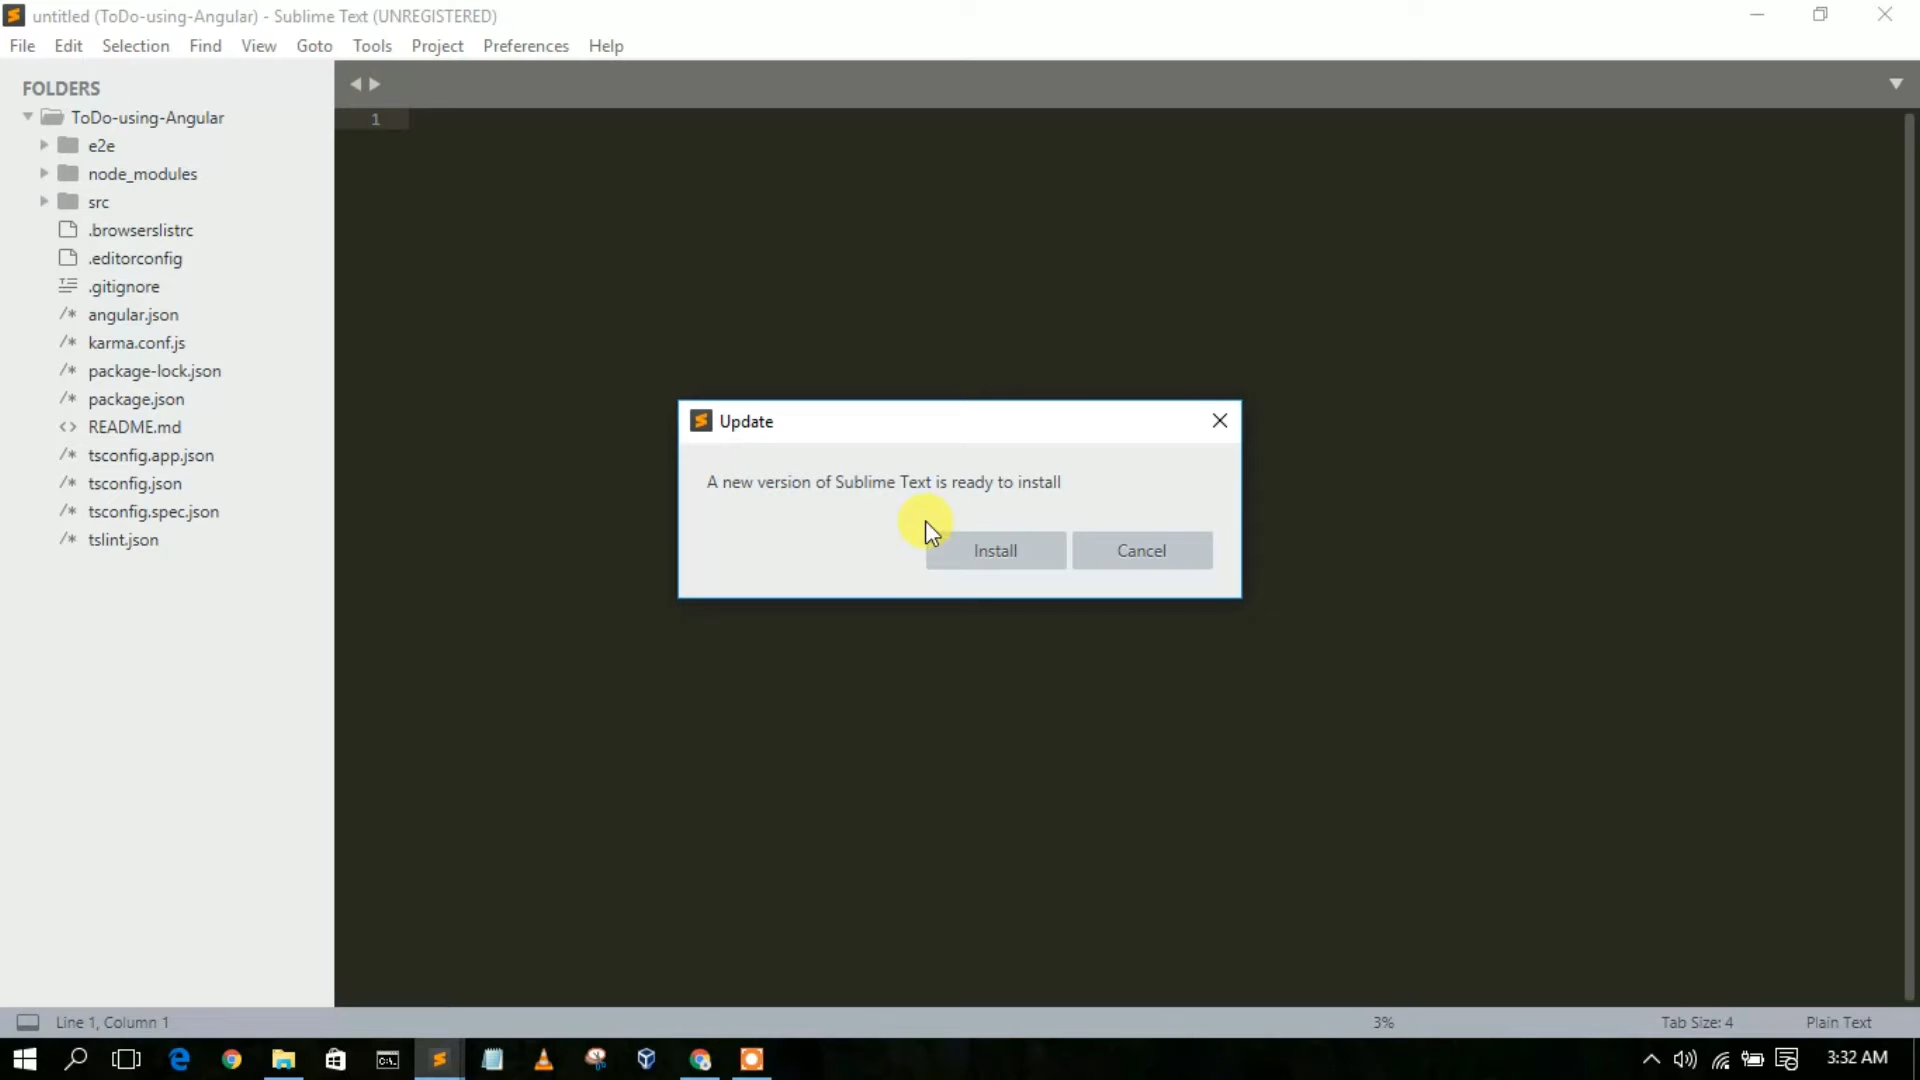 untitled (ToDo-using-Angular) - Sublime Text (UNREGISTERED)
File Edit Selection Find View Goto Tools Project Preferences Help
FOLDERS
ToDo-using-Angular
e2e
node_modules
src
.browserslistrc
.editorconfig
.gitignore
/* angular.json
/* karma.conf.js
/* package-lock.json
/* package.json
<> README.md
/* tsconfig.app.json
/* tsconfig.json
/* tsconfig.spec.json
/* tslint.json
1
Update
A new version of Sublime Text is ready to install
Install Cancel
Line 1, Column 1 3% Tab Size: 4 Plain Text
3:32 AM